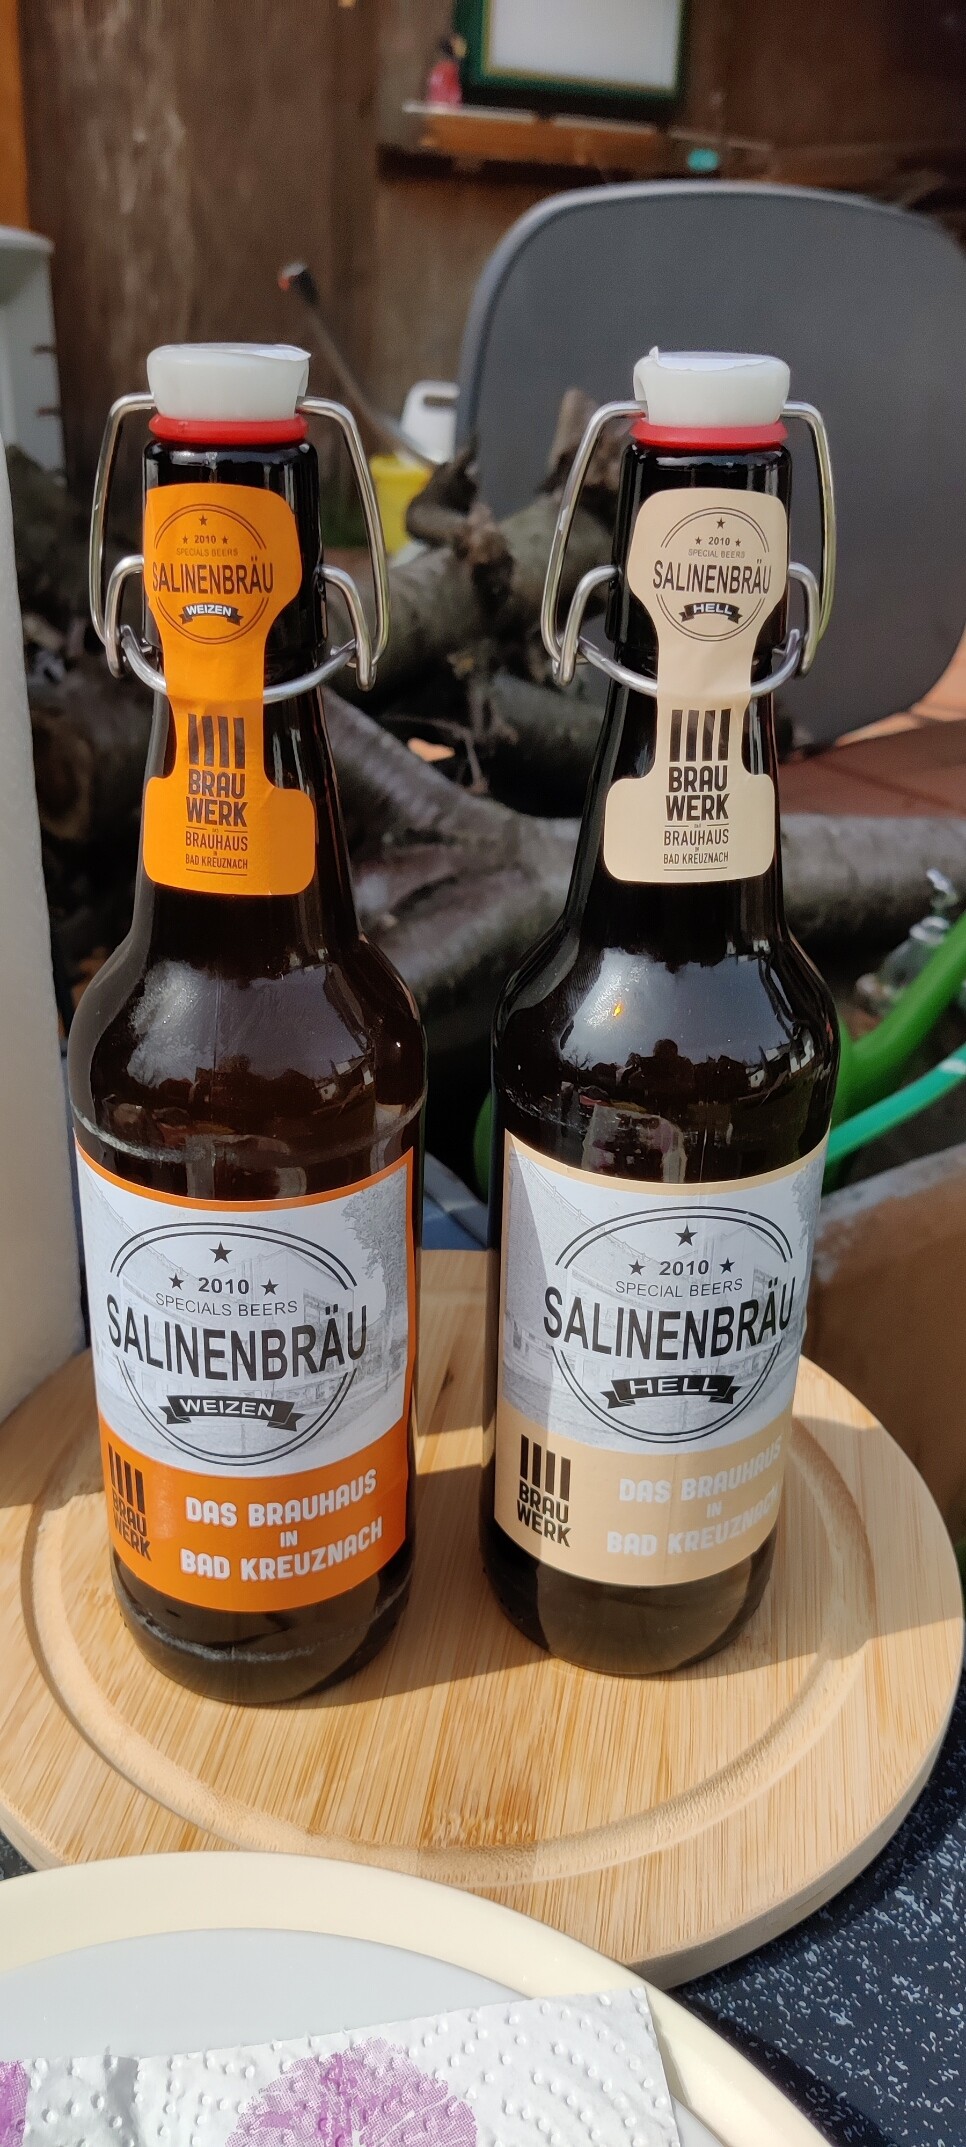 2010
SPECIALS BEERS
SALINENBRÄU
WEIZEN
BRAU
WERK
DAS
BRAUHAUS
IN
BAD KREUZNACH
2010
SPECIALS BEERS
SALINENBRÄU
WEIZEN
BRAU
WERK
DAS BRAUHAUS
IN
BAD KREUZNACH
2010
SPECIAL BEERS
SALINENBRÄU
HELL
BRAU
WERK
DAS
BRAUHAUS
IN
BAD KREUZNACH
2010
SPECIAL BEERS
SALINENBRÄU
HELL
BRAU
WERK
DAS BRAUHAUS
IN
BAD KREUZNACH